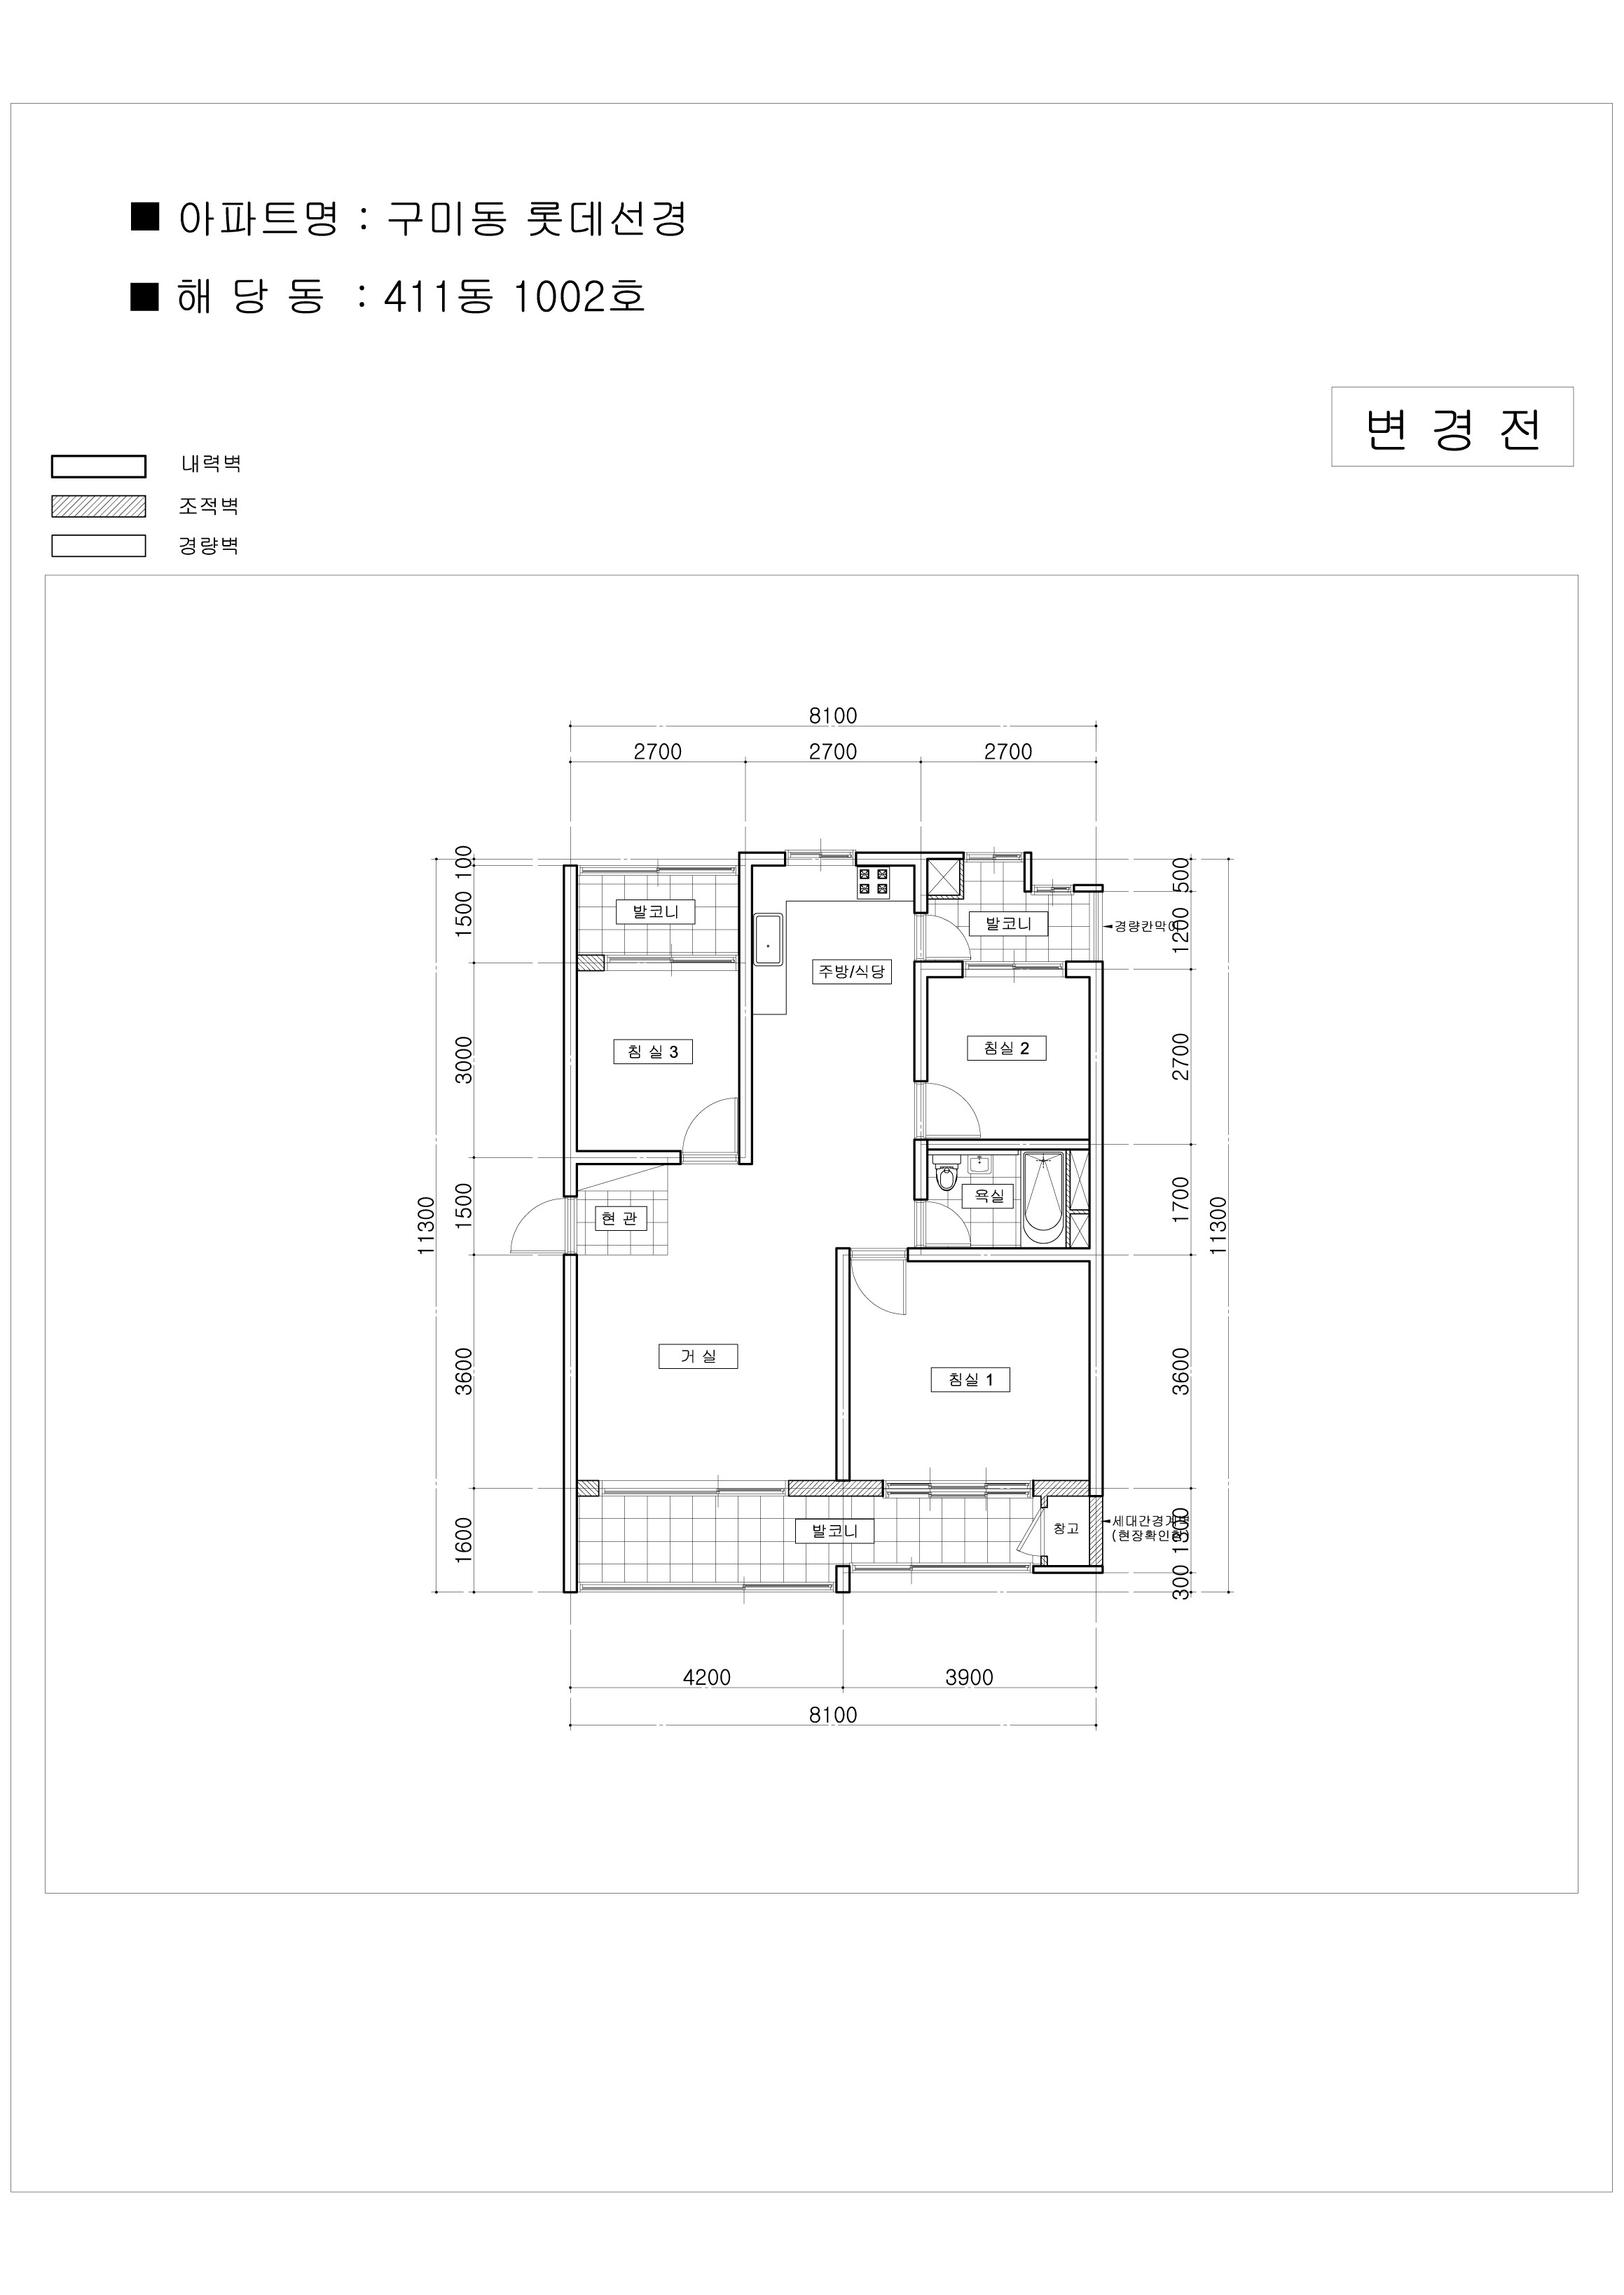 ■ 아파트명 : 구미동 롯데선경
■ 해 당 동 : 411동 1002호
변 경 전
내력벽
조적벽
경량벽
8100
2700 2700 2700
100
500
1500
발코니
발코니
경량칸막이
1200
주방/식당
3000
침 실 3
침실 2
2700
11300
1500
현 관
욕실
1700
11300
3600
거 실
침실 1
3600
1600
발코니
창고
세대간경계벽
(현장확인함)
1300
300
4200 3900
8100